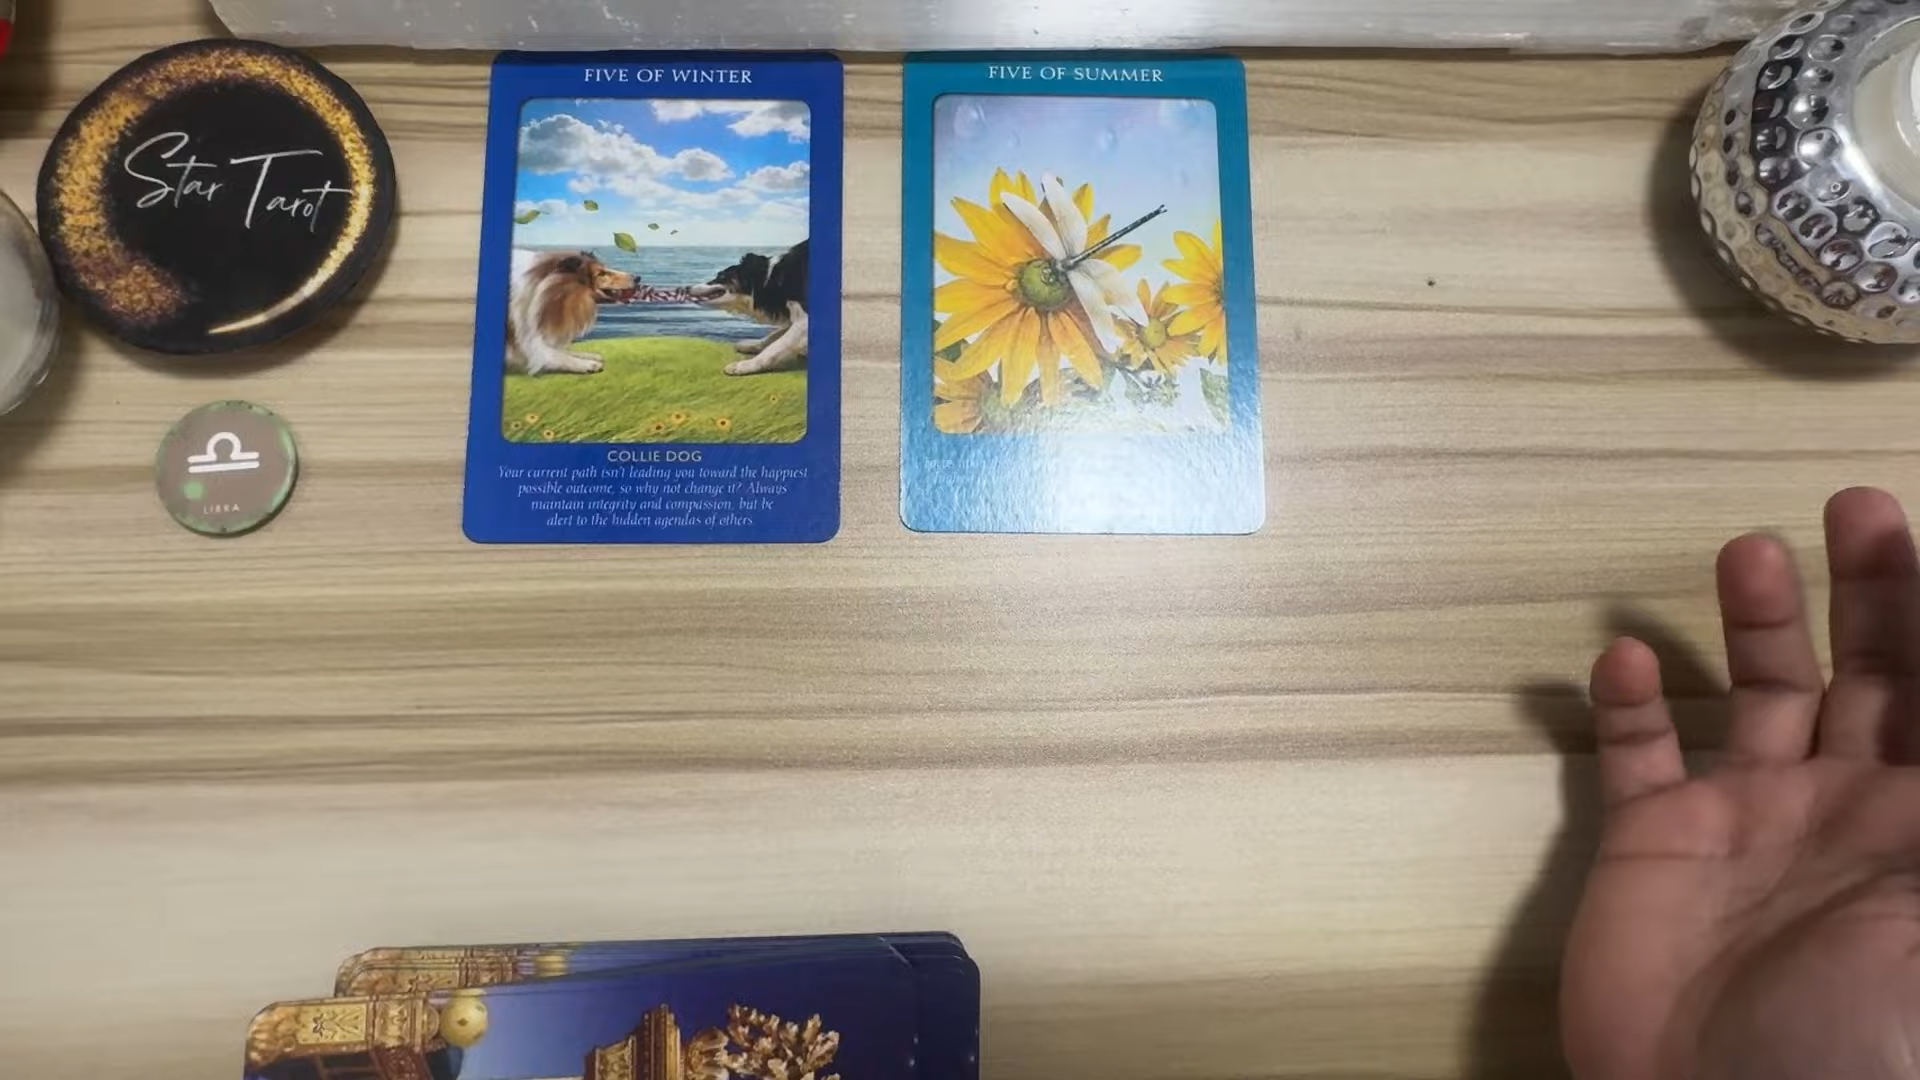 Star Tarot
LIBRA
FIVE OF WINTER
COLLIE DOG
Your current path isn't leading you toward the happiest
possible outcome, so why not change it? Always
maintain integrity and compassion, but be
alert to the hidden agendas of others.
FIVE OF SUMMER